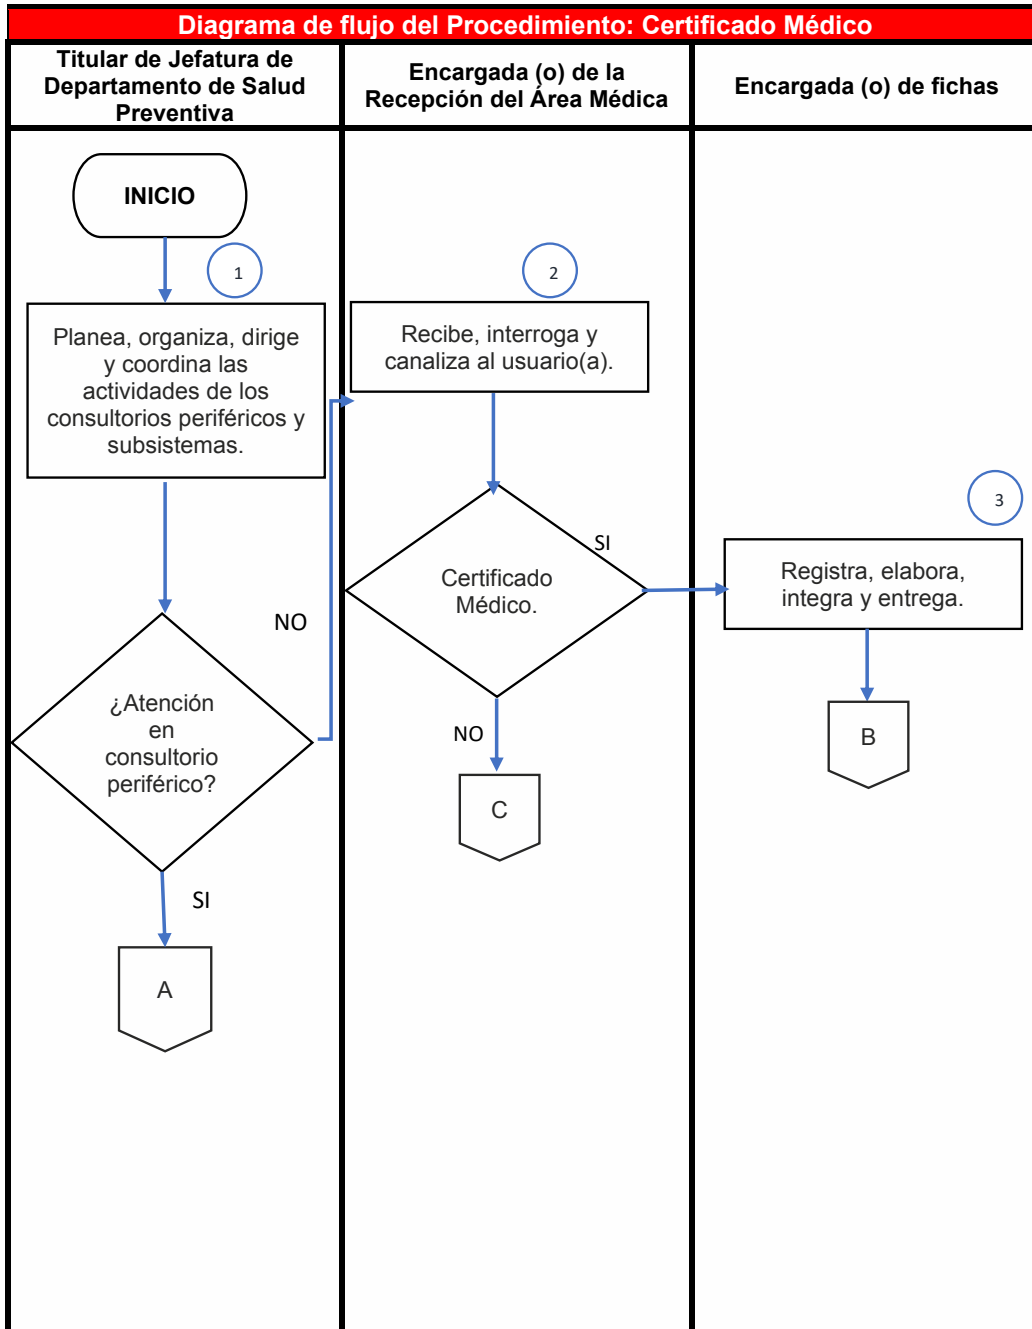 Diagrama de flujo del Procedimiento: Certificado Médico
Titular de Jefatura de
Departamento de Salud
Preventiva
Encargada (o) de la
Recepción del Área Médica
Encargada (o) de fichas
INICIO
1
Planea, organiza, dirige
y coordina las
actividades de los
consultorios periféricos y
subsistemas.
NO
¿Atención
en
consultorio
periférico?
SI
A
2
Recibe, interroga y
canaliza al usuario(a).
SI
Certificado
Médico.
NO
C
3
Registra, elabora,
integra y entrega.
B